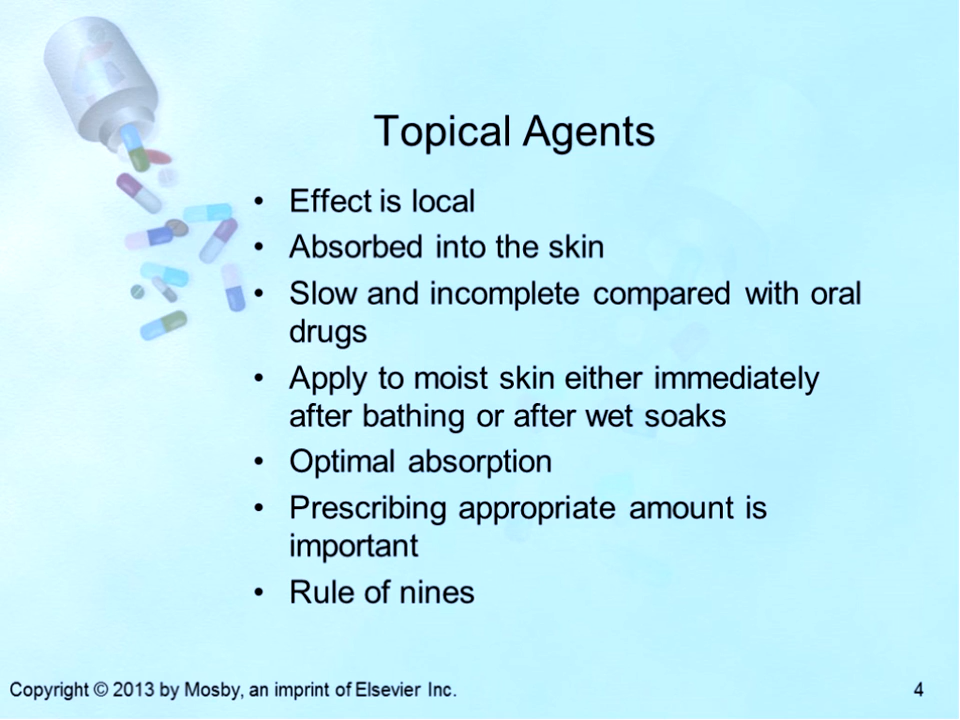 Topical Agents
• Effect is local
• Absorbed into the skin
• Slow and incomplete compared with oral
drugs
• Apply to moist skin either immediately
after bathing or after wet soaks
• Optimal absorption
• Prescribing appropriate amount is
important
• Rule of nines
Copyright © 2013 by Mosby, an imprint of Elsevier Inc.
4